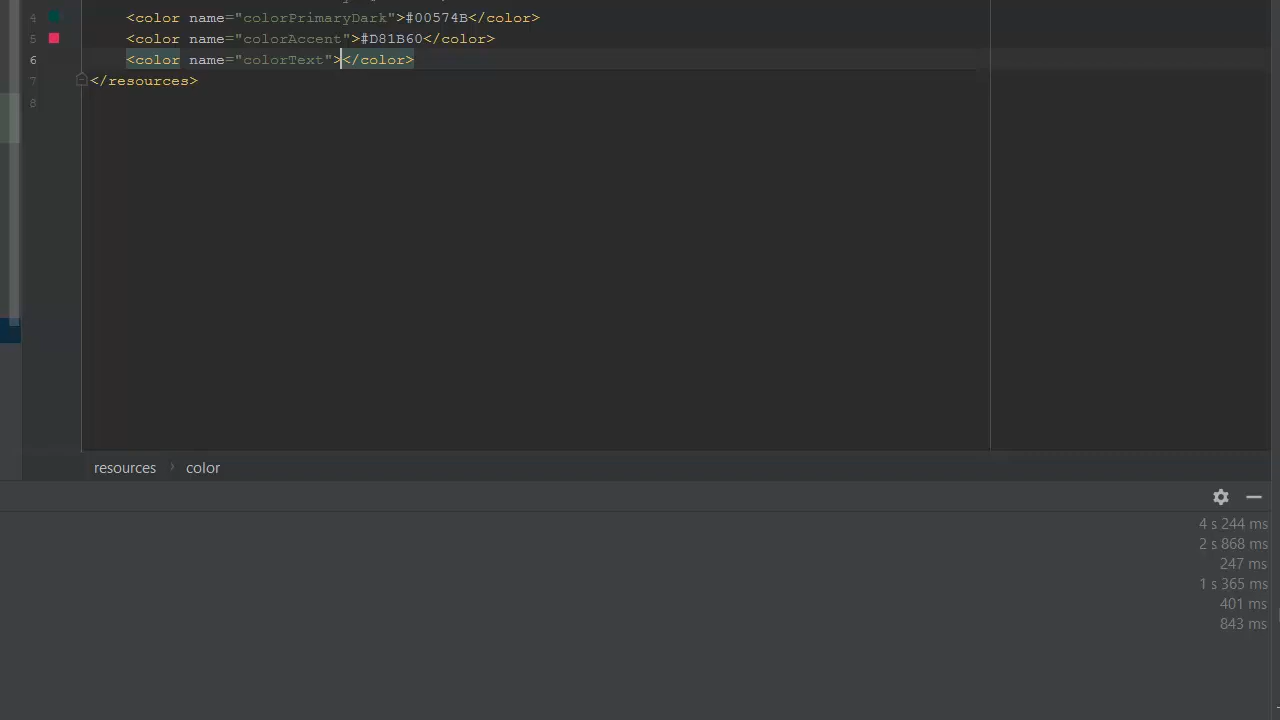 4 <color name="colorPrimaryDark">#00574B</color>
5 <color name="colorAccent">#D81B60</color>
6 <color name="colorText"></color>
7 </resources>
8
resources › color
4 s 244 ms
2 s 868 ms
247 ms
1 s 365 ms
401 ms
843 ms